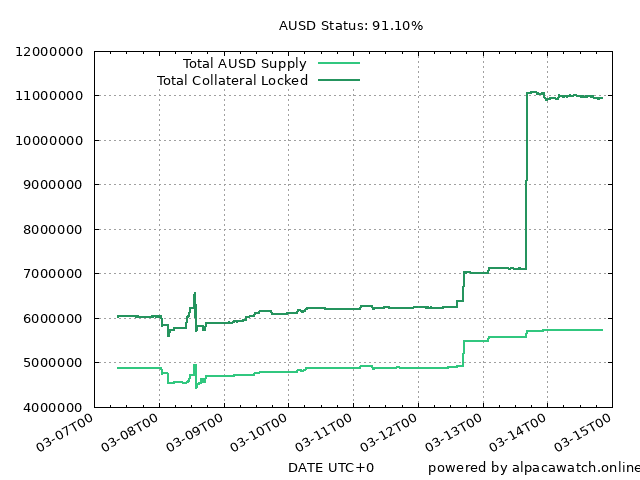 AUSD Status: 91.10%
Total AUSD Supply
Total Collateral Locked
12000000
11000000
10000000
9000000
8000000
7000000
6000000
5000000
4000000
03-07T00
03-08T00
03-09T00
03-10T00
03-11T00
03-12T00
03-13T00
03-14T00
03-15T00
DATE UTC+0
powered by alpacawatch.online